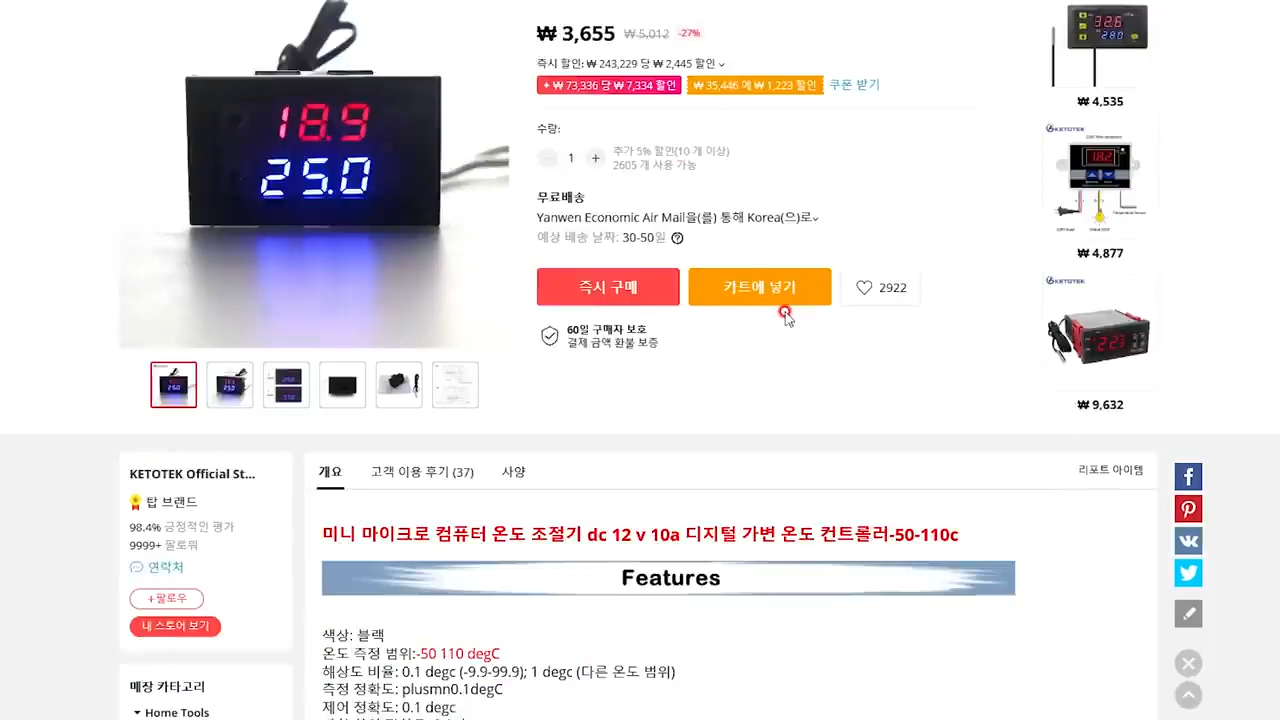 ₩ 3,655 ₩ 5,012 -27%
즉시 할인: ₩ 243,229 당 ₩ 2,445 할인
+ ₩ 73,336 당 ₩ 7,334 할인 ₩ 35,446 에 ₩ 1,223 할인 쿠폰 받기
수량:
1 +
추가 5% 할인(10 개 이상)
2605 개 사용 가능
무료배송
Yanwen Economic Air Mail을(를) 통해 Korea(으)로
예상 배송 날짜: 30-50일
즉시 구매 카트에 넣기 2922
60일 구매자 보호
결제 금액 환불 보증
18.9
25.0
₩ 4,535
KETOTEK
₩ 4,877
KETOTEK
₩ 9,632
KETOTEK Official St...
탑 브랜드
98.4% 긍정적인 평가
9999+ 팔로워
연락처
+팔로우
내 스토어 보기
매장 카타고리
Home Tools
개요 고객 이용 후기 (37) 사양 리포트 아이템
미니 마이크로 컴퓨터 온도 조절기 dc 12 v 10a 디지털 가변 온도 컨트롤러-50-110c
Features
색상: 블랙
온도 측정 범위:-50 110 degC
해상도 비율: 0.1 degc (-9.9-99.9); 1 degc (다른 온도 범위)
측정 정확도: plusmn0.1degC
제어 정확도: 0.1 degc